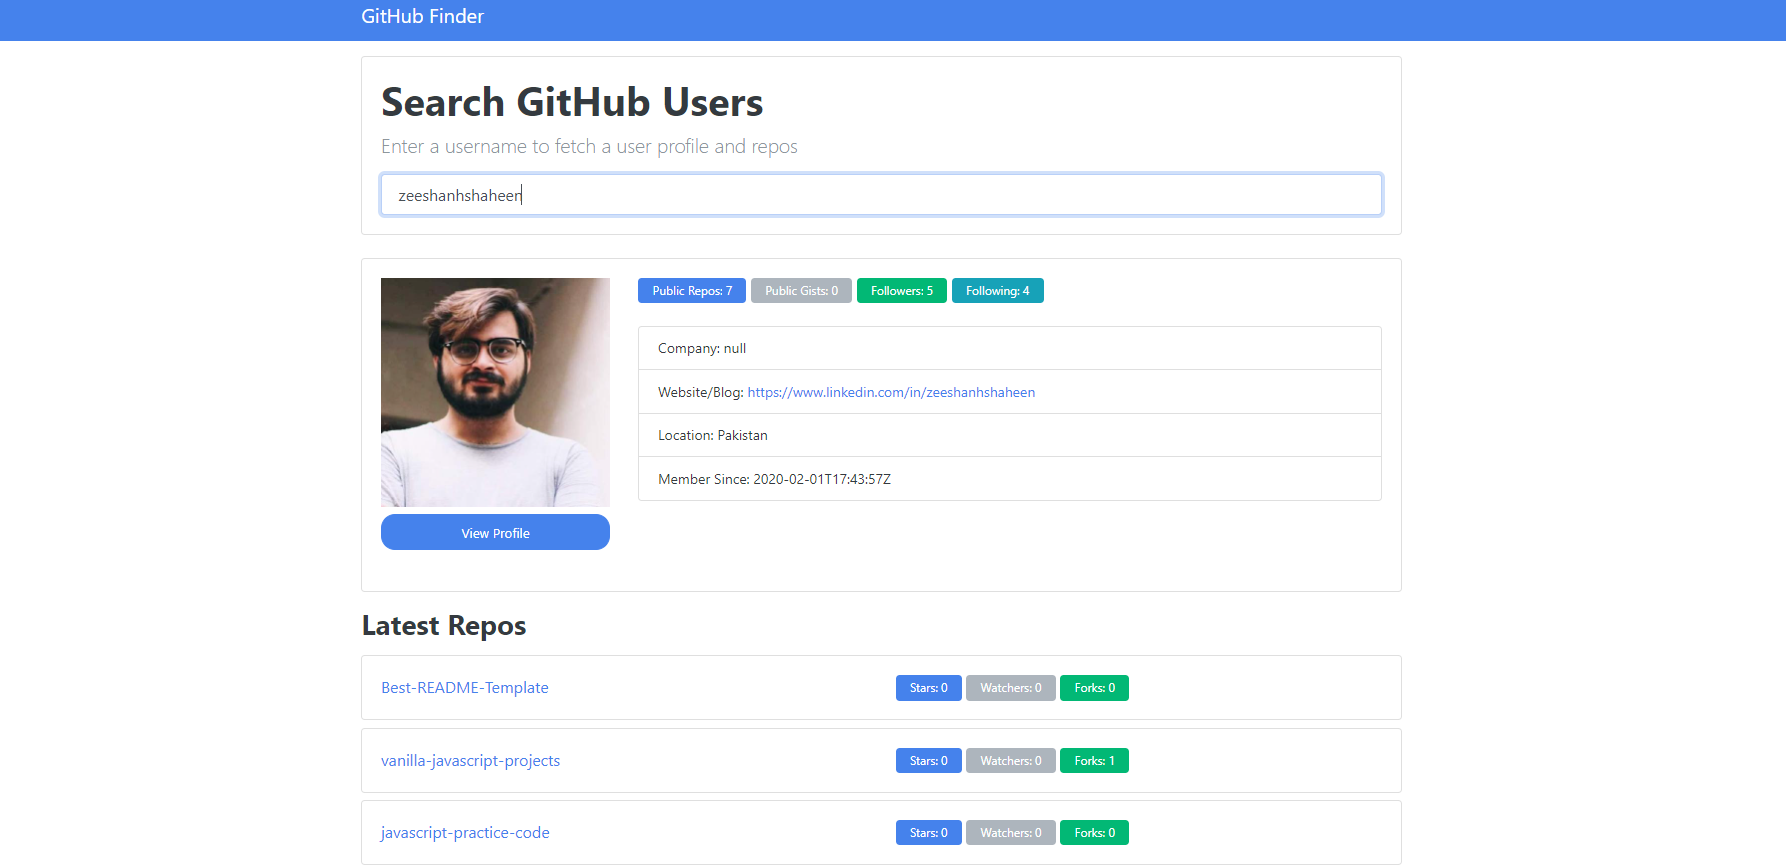 GitHub Finder
Search GitHub Users
Enter a username to fetch a user profile and repos
zeeshanhshaheen
Public Repos: 7 Public Gists: 0 Followers: 5 Following: 4
Company: null
Website/Blog: https://www.linkedin.com/in/zeeshanhshaheen
Location: Pakistan
Member Since: 2020-02-01T17:43:57Z
View Profile
Latest Repos
Best-README-Template Stars: 0 Watchers: 0 Forks: 0
vanilla-javascript-projects Stars: 0 Watchers: 0 Forks: 1
javascript-practice-code Stars: 0 Watchers: 0 Forks: 0